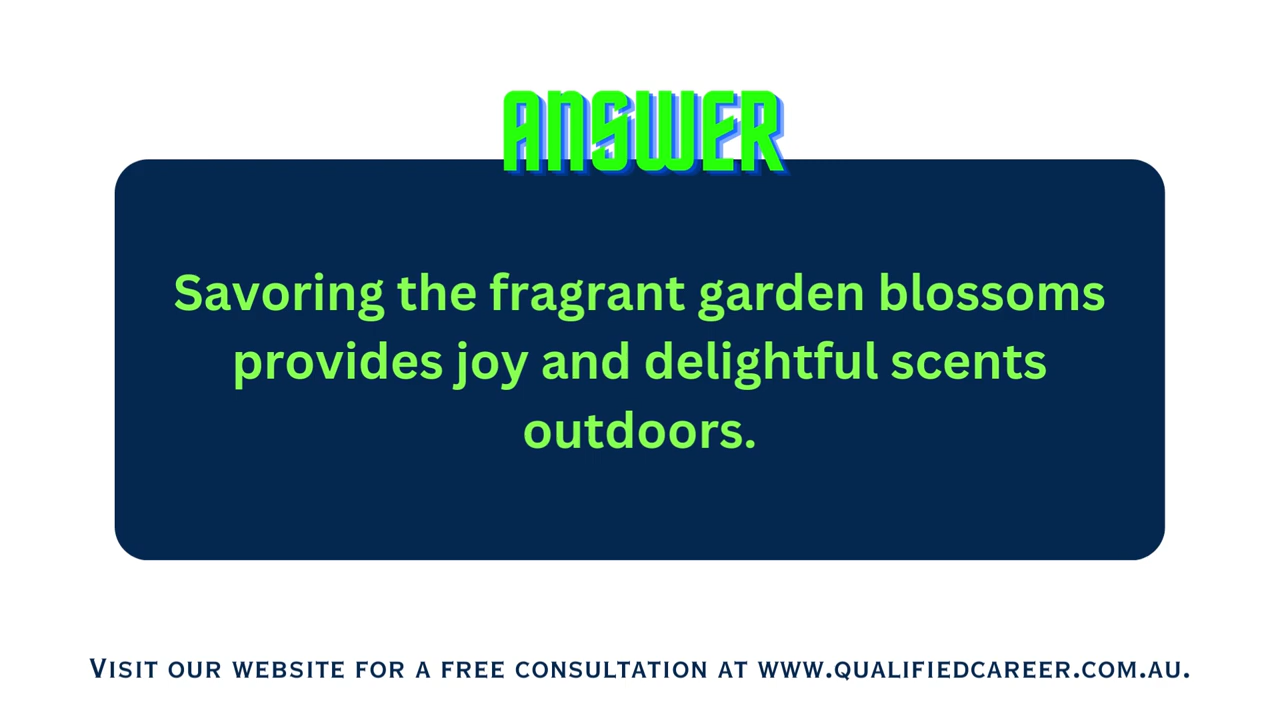 ANSWER
Savoring the fragrant garden blossoms
provides joy and delightful scents
outdoors.
Visit our website for a free consultation at www.qualifiedcareer.com.au.